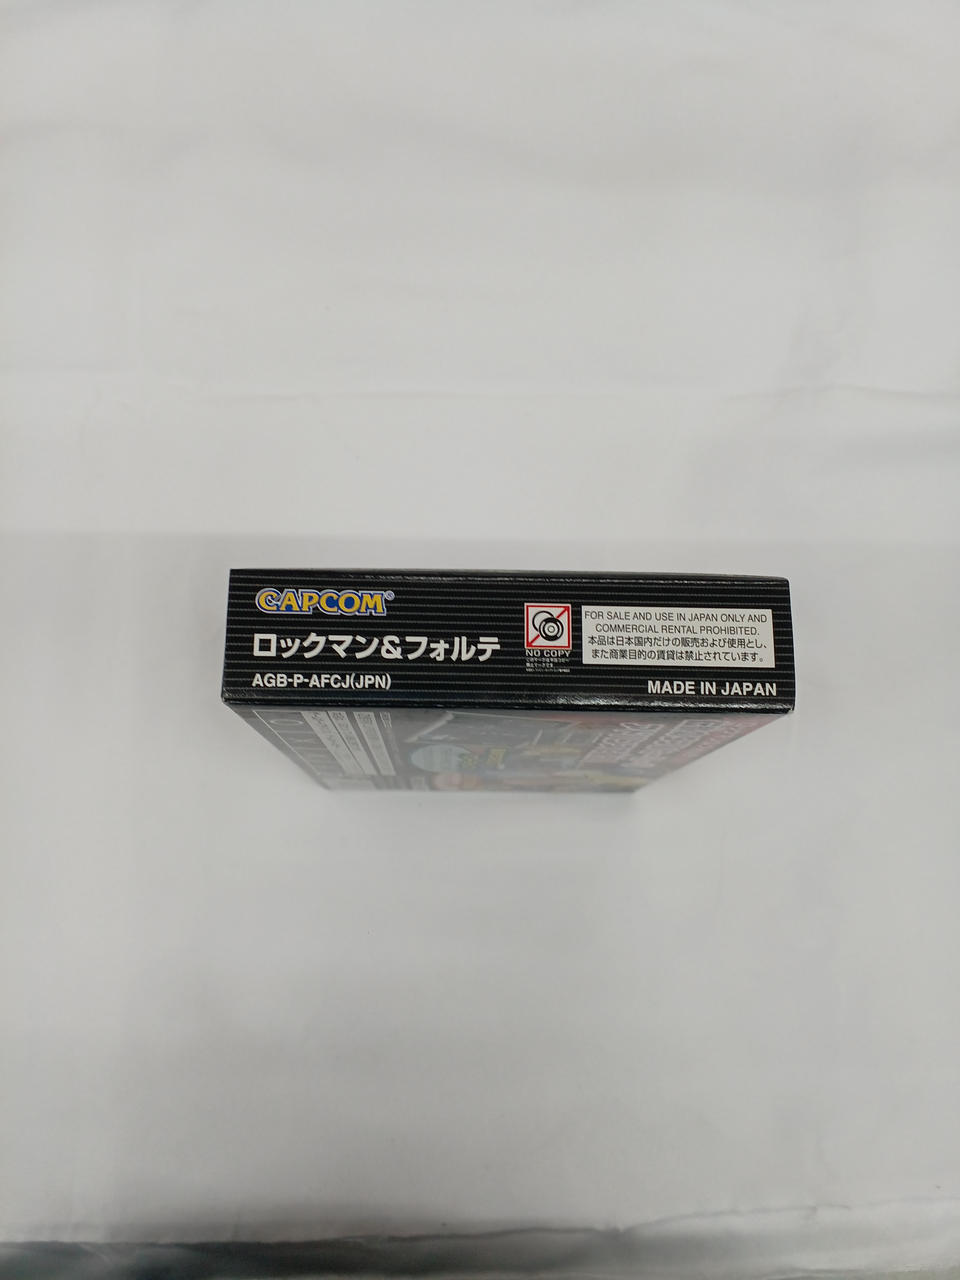 CAPCOM®
ロックマン&フォルテ
AGB-P-AFCJ(JPN)
NO COPY
FOR SALE AND USE IN JAPAN ONLY AND
COMMERCIAL RENTAL PROHIBITED.
本品は日本国内だけの販売および使用とし、
また商業目的の賃貸は禁止されています。
MADE IN JAPAN